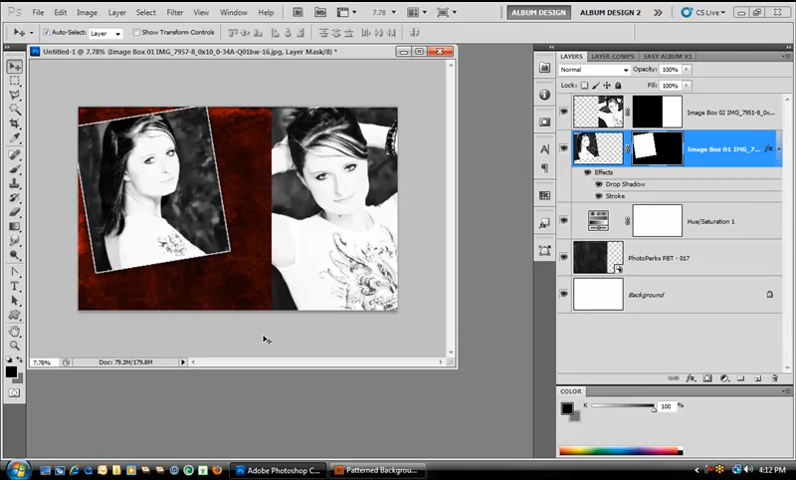 PS File Edit Image Layer Select Filter View Window Help 7.78 ALBUM DESIGN ALBUM DESIGN 2 >> CS Live
Auto-Select: Layer Show Transform Controls
Untitled-1 @ 7.78% (Image Box 01 IMG_7957-8_0x10_0-34A-Q01bw-16.jpg, Layer Mask/8) *
LAYERS LAYER COMPS EASY ALBUM V1
Normal Opacity: 100%
Lock: Fill: 100%
Image Box 02 IMG_7951-8_0x...
Image Box 01 IMG_7... fx
Effects
Drop Shadow
Stroke
Hue/Saturation 1
PhotoPerks PBT - 017
Background
7.78% Doc: 79.3M/179.8M
COLOR
K 100 %
Adobe Photoshop C... Patterned Backgrou... 4:12 PM